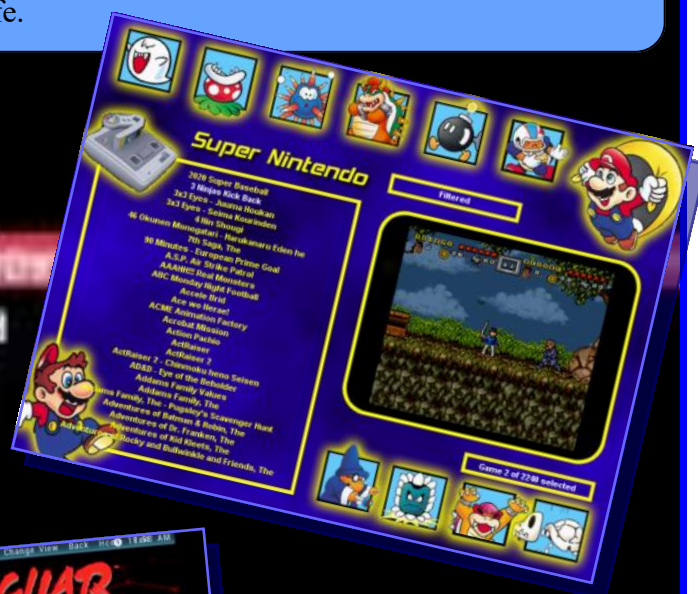 fe.
Super Nintendo
Filtered
2020 Super Baseball
3 Ninjas Kick Back
3x3 Eyes - Juuma Houkan
3x3 Eyes - Seima Kourinden
4 Nin Shougi
46 Okunen Monogatari - Harukanaru Eden he
7th Saga, The
90 Minutes - European Prime Goal
A.S.P. Air Strike Patrol
AAAHH!! Real Monsters
ABC Monday Night Football
Accele Brid
Ace wo Nerae!
ACME Animation Factory
Acrobat Mission
Action Pachio
ActRaiser
ActRaiser 2
ActRaiser 2 - Chinmoku heno Seisen
AD&D - Eye of the Beholder
Addams Family Values
Addams Family, The
ams Family, The - Pugsley's Scavenger Hunt
Adventures of Batman & Robin, The
Adventures of Dr. Franken, The
Adventures of Kid Kleets, The
Rocky and Bullwinkle and Friends, The
Game 2 of 2240 selected
Change View Back
AM
GUAR